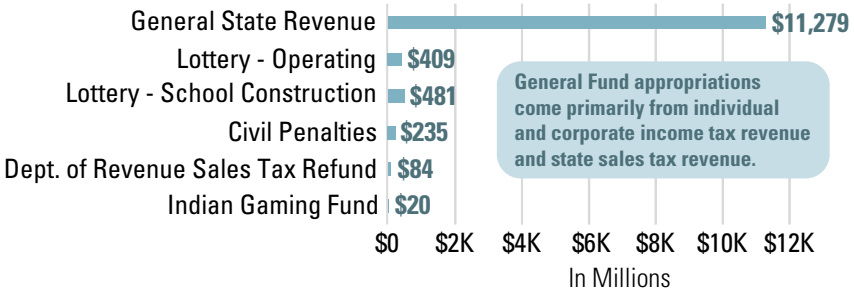 General State Revenue $11,279
Lottery - Operating $409
Lottery - School Construction $481
Civil Penalties $235
Dept. of Revenue Sales Tax Refund $84
Indian Gaming Fund $20
General Fund appropriations
come primarily from individual
and corporate income tax revenue
and state sales tax revenue.
$0 $2K $4K $6K $8K $10K $12K
In Millions